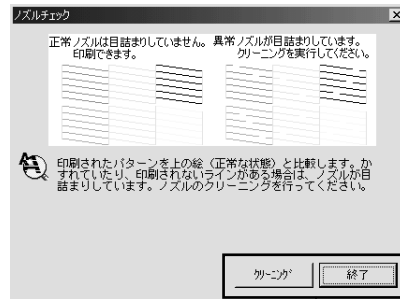 ノズルチェック
正常ノズルは目詰まりしていません。
印刷できます。
異常ノズルが目詰まりしています。
クリーニングを実行してください。
印刷されたパターンを上の絵（正常な状態）と比較します。か
すれていたり、印刷されないラインがある場合は、ノズルが目
詰まりしています。ノズルのクリーニングを行ってください。
ｸﾘｰﾆﾝｸﾞ
終了